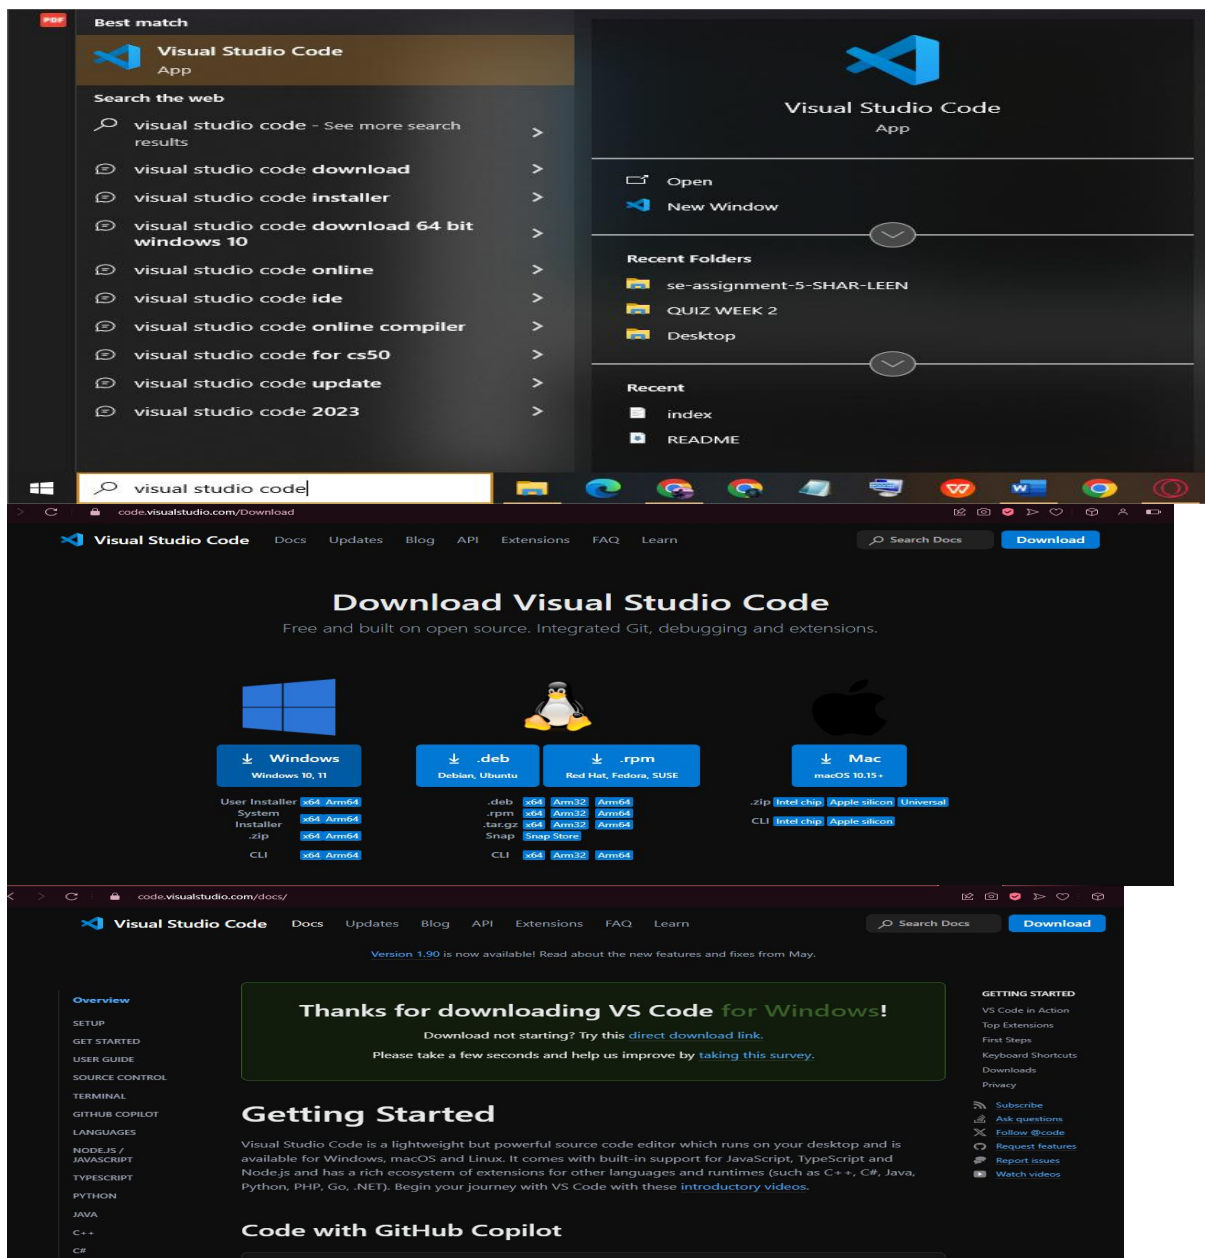 PDF
Best match
Visual Studio Code
App
Search the web
visual studio code - See more search
results
visual studio code download
visual studio code installer
visual studio code download 64 bit
windows 10
visual studio code online
visual studio code ide
visual studio code online compiler
visual studio code for cs50
visual studio code update
visual studio code 2023
Visual Studio Code
App
Open
New Window
Recent Folders
se-assignment-5-SHAR-LEEN
QUIZ WEEK 2
Desktop
Recent
index
README
visual studio code
W
code.visualstudio.com/Download
Visual Studio Code Docs Updates Blog API Extensions FAQ Learn Search Docs Download
Download Visual Studio Code
Free and built on open source. Integrated Git, debugging and extensions.
Windows
Windows 10, 11
User Installer x64 Arm64
System
Installer x64 Arm64
.zip x64 Arm64
CLI x64 Arm64
.deb
Debian, Ubuntu
.rpm
Red Hat, Fedora, SUSE
.deb x64 Arm32 Arm64
.rpm x64 Arm32 Arm64
.tar.gz x64 Arm32 Arm64
Snap Snap Store
CLI x64 Arm32 Arm64
Mac
macOS 10.15+
.zip Intel chip Apple silicon Universal
CLI Intel chip Apple silicon
code.visualstudio.com/docs/
Visual Studio Code Docs Updates Blog API Extensions FAQ Learn Search Docs Download
Version 1.90 is now available! Read about the new features and fixes from May.
Overview
SETUP
GET STARTED
USER GUIDE
SOURCE CONTROL
TERMINAL
GITHUB COPILOT
LANGUAGES
NODE.JS /
JAVASCRIPT
TYPESCRIPT
PYTHON
JAVA
C++
C#
Thanks for downloading VS Code for Windows!
Download not starting? Try this direct download link.
Please take a few seconds and help us improve by taking this survey.
Getting Started
Visual Studio Code is a lightweight but powerful source code editor which runs on your desktop and is
available for Windows, macOS and Linux. It comes with built-in support for JavaScript, TypeScript and
Node.js and has a rich ecosystem of extensions for other languages and runtimes (such as C++, C#, Java,
Python, PHP, Go, .NET). Begin your journey with VS Code with these introductory videos.
Code with GitHub Copilot
GETTING STARTED
VS Code in Action
Top Extensions
First Steps
Keyboard Shortcuts
Downloads
Privacy
Subscribe
Ask questions
Follow @code
Request features
Report issues
Watch videos